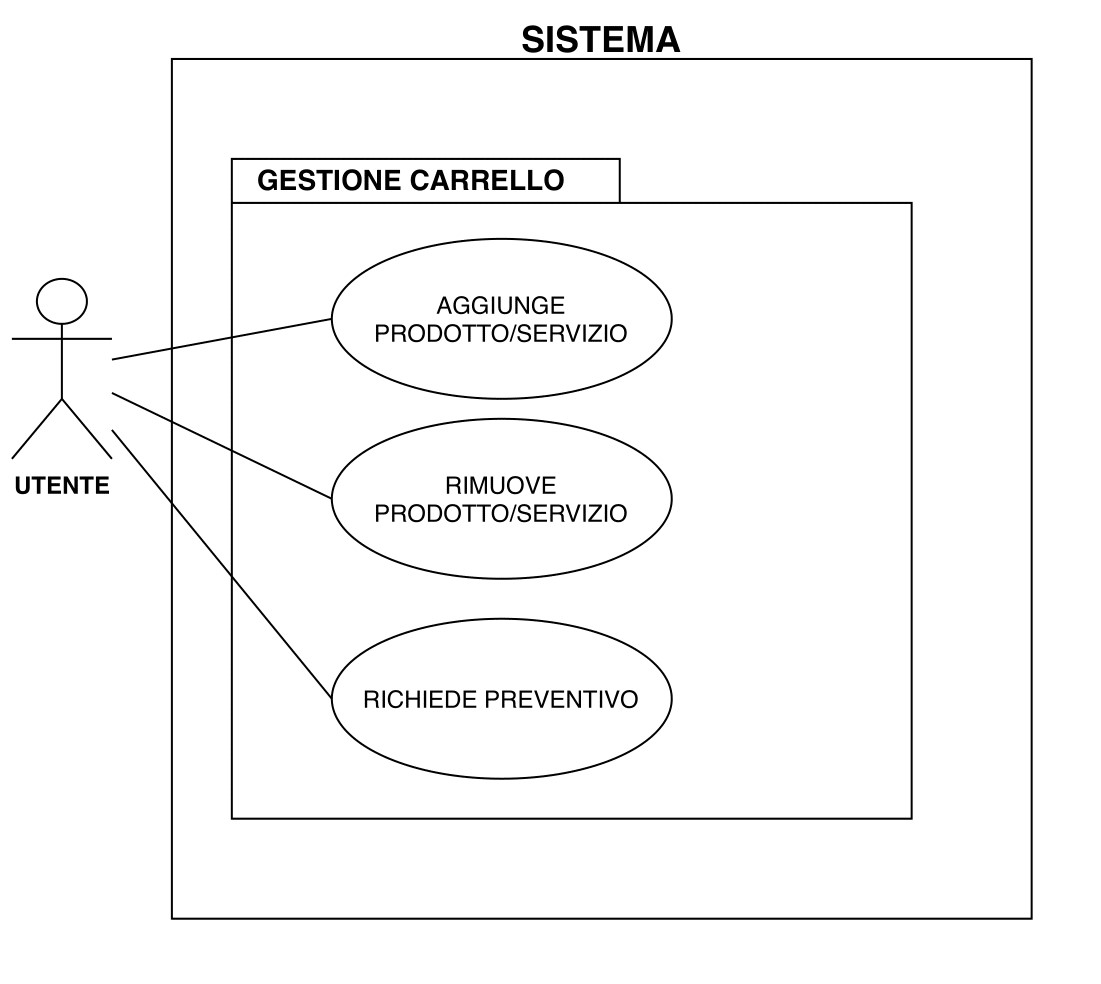 SISTEMA
GESTIONE CARRELLO
AGGIUNGE
PRODOTTO/SERVIZIO
RIMUOVE
PRODOTTO/SERVIZIO
UTENTE
RICHIEDE PREVENTIVO